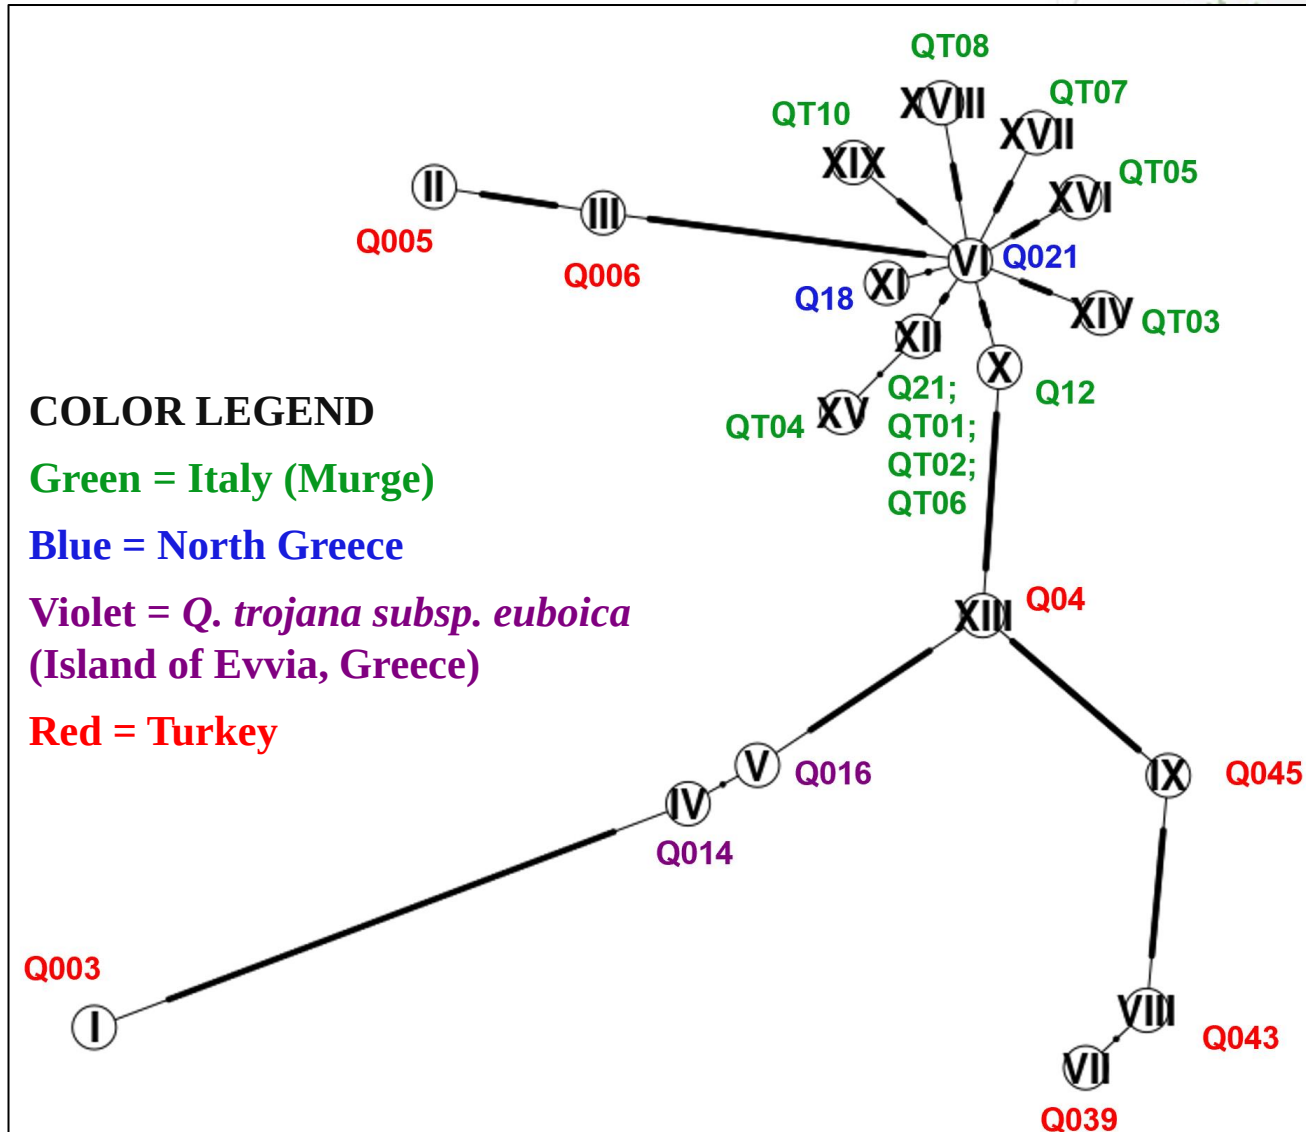 QT08
XVIII
QT07
QT10
XVII
XIX
QT05
II
XVI
III
Q005
VI Q021
Q006
XI
Q18
XIV QT03
XII
X
Q12
COLOR LEGEND
Q21;
QT01;
QT02;
QT06
QT04 XV
Green = Italy (Murge)
Blue = North Greece
Violet = Q. trojana subsp. euboica
(Island of Evvia, Greece)
Red = Turkey
XIII Q04
V Q016
IX Q045
IV
Q014
Q003
I
VIII
Q043
VII
Q039